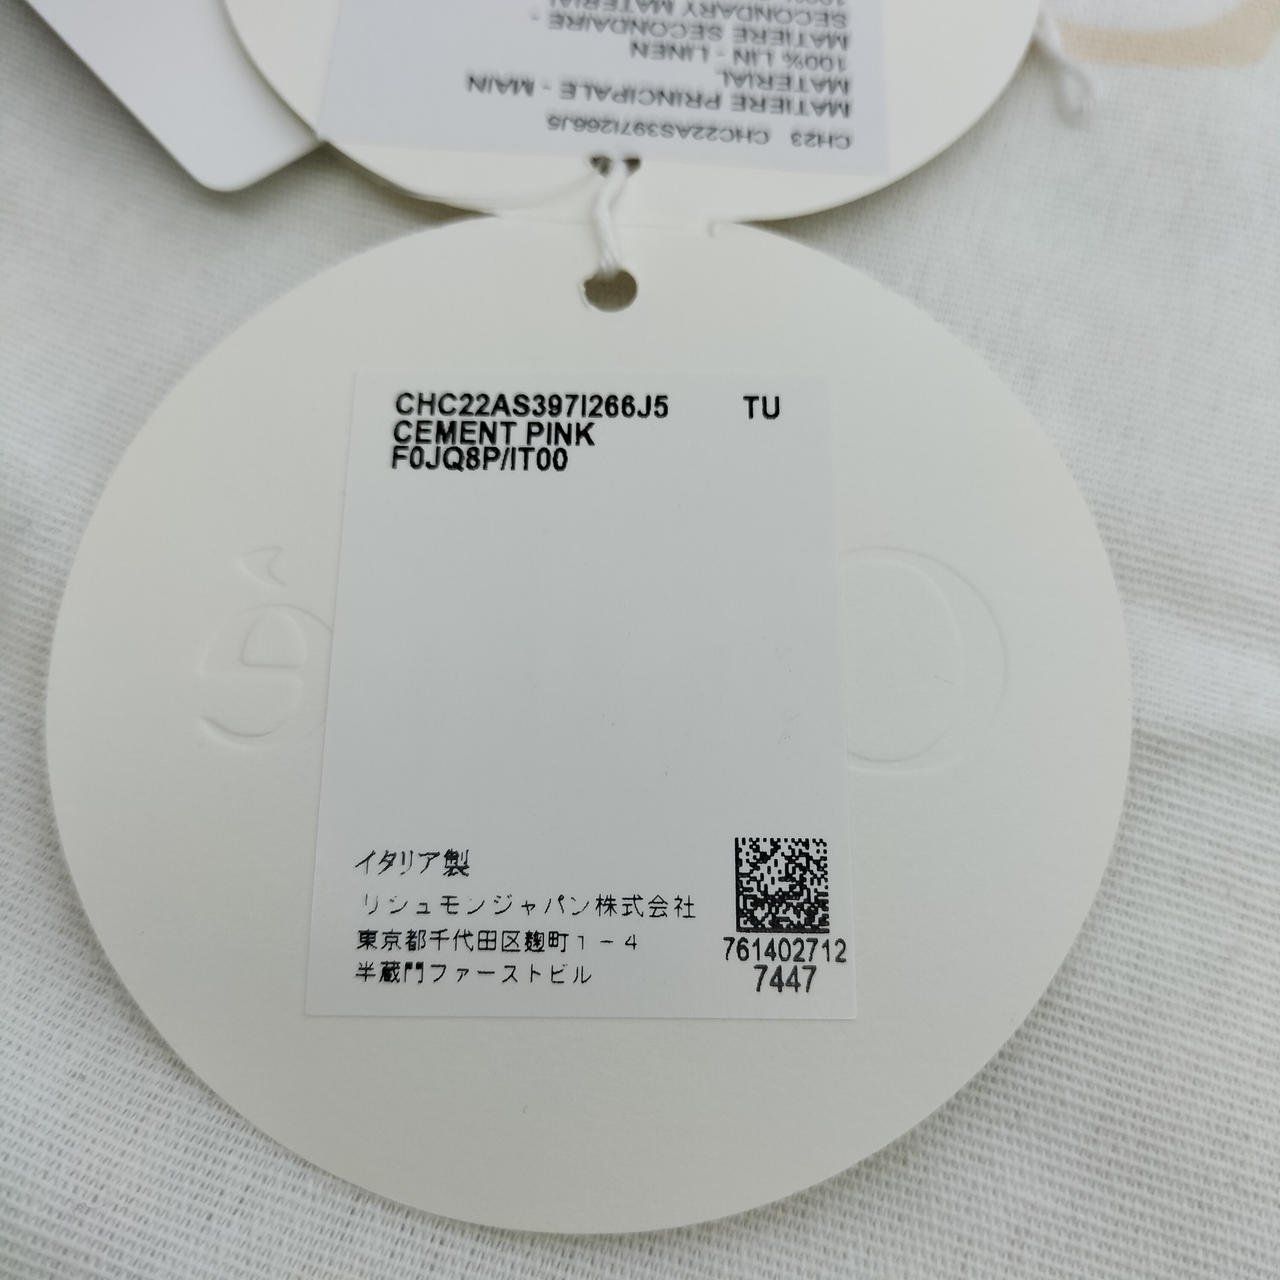 CH23 CHC22AS397I266J5
MATIERE PRINCIPALE - MAIN
MATERIAL
100% LIN - LINEN
MATIERE SECONDAIRE -
SECONDARY MATERIAL
CHC22AS397I266J5 TU
CEMENT PINK
F0JQ8P/IT00
イタリア製
リシュモンジャパン株式会社
東京都千代田区麹町1-4
半蔵門ファーストビル
761402712
7447